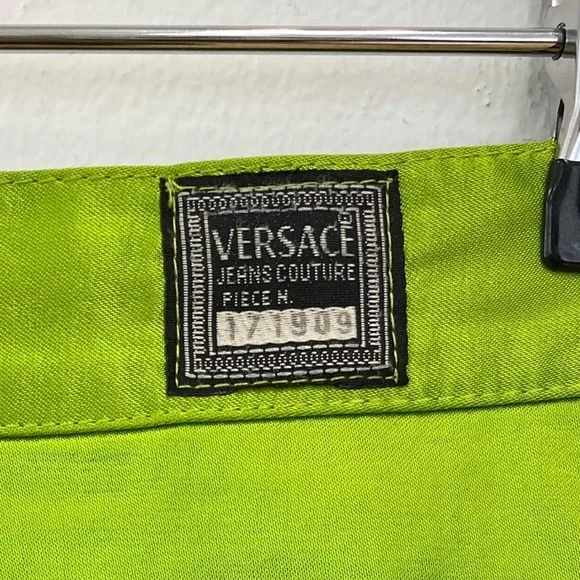 VERSACE
JEANS COUTURE
PIECE N.
171909